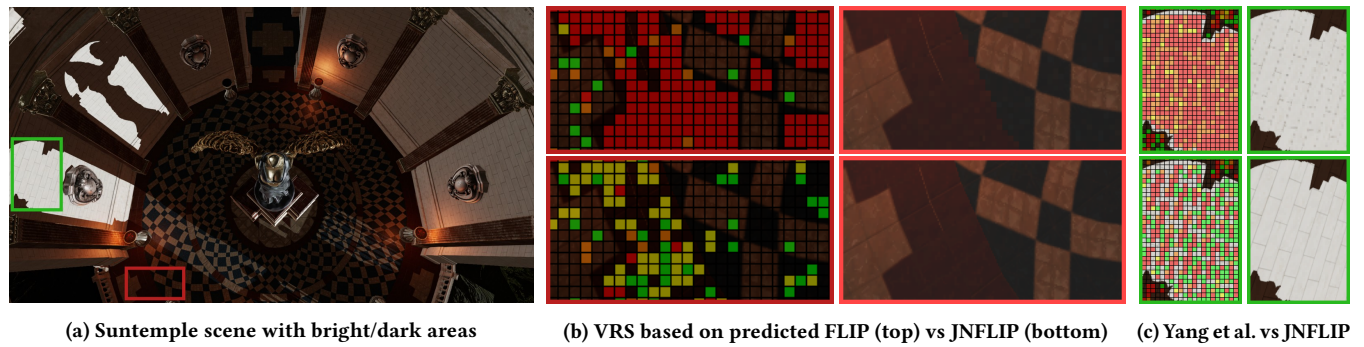 (a) Suntemple scene with bright/dark areas
(b) VRS based on predicted FLIP (top) vs JNFLIP (bottom)
(c) Yang et al. vs JNFLIP